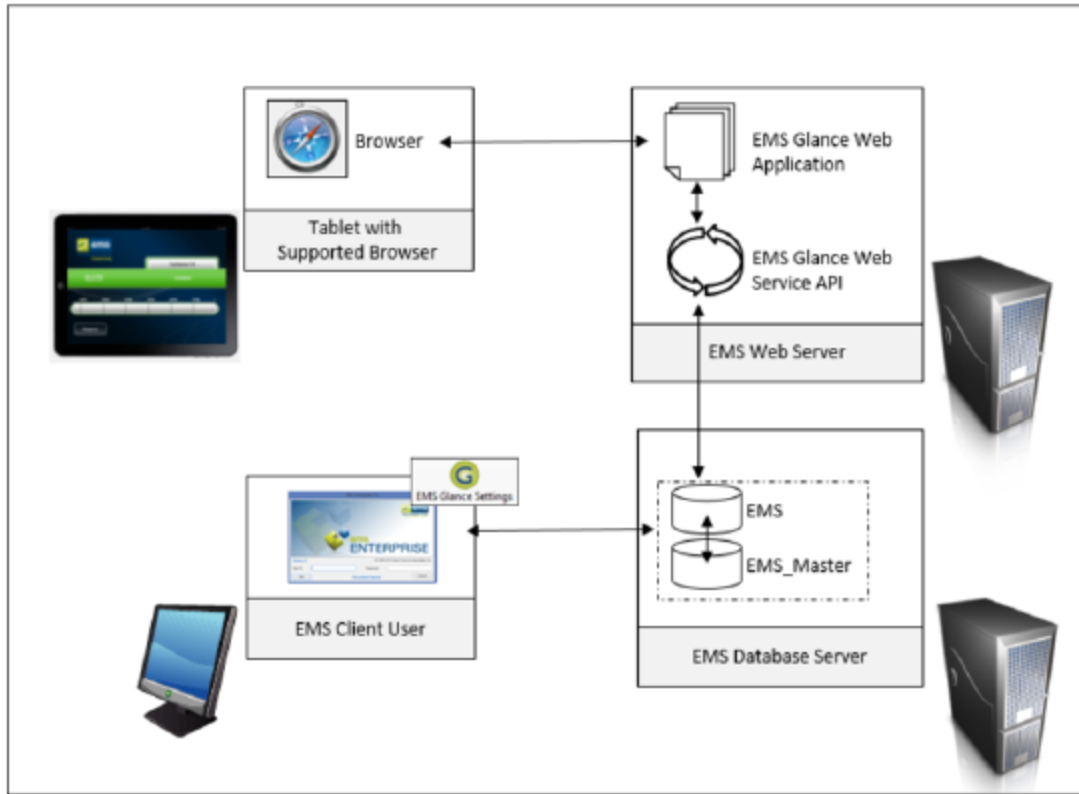 Browser
Tablet with
Supported Browser
EMS Glance Web
Application
EMS Glance Web
Service API
EMS Web Server
ems
G
EMS Glance Settings
ENTERPRISE
EMS Client User
EMS
EMS_Master
EMS Database Server